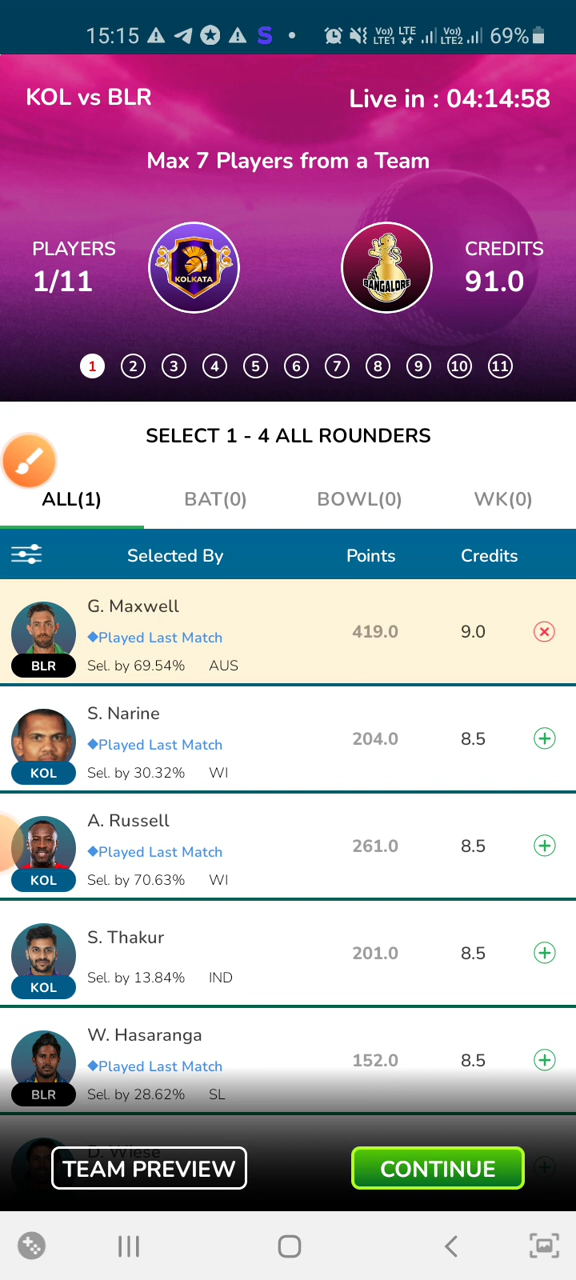 15:15 S • Vo) LTE LTE1 Vo) LTE2 69%
KOL vs BLR
Live in : 04:14:58
Max 7 Players from a Team
PLAYERS
1/11
KOLKATA
BANGALORE
CREDITS
91.0
1 2 3 4 5 6 7 8 9 10 11
SELECT 1 - 4 ALL ROUNDERS
ALL(1) BAT(0) BOWL(0) WK(0)
Selected By Points Credits
G. Maxwell
Played Last Match
419.0 9.0
BLR
Sel. by 69.54% AUS
S. Narine
Played Last Match
204.0 8.5
KOL
Sel. by 30.32% WI
A. Russell
Played Last Match
261.0 8.5
KOL
Sel. by 70.63% WI
S. Thakur
201.0 8.5
KOL
Sel. by 13.84% IND
W. Hasaranga
Played Last Match
152.0 8.5
BLR
Sel. by 28.62% SL
D. Wiese
TEAM PREVIEW
CONTINUE